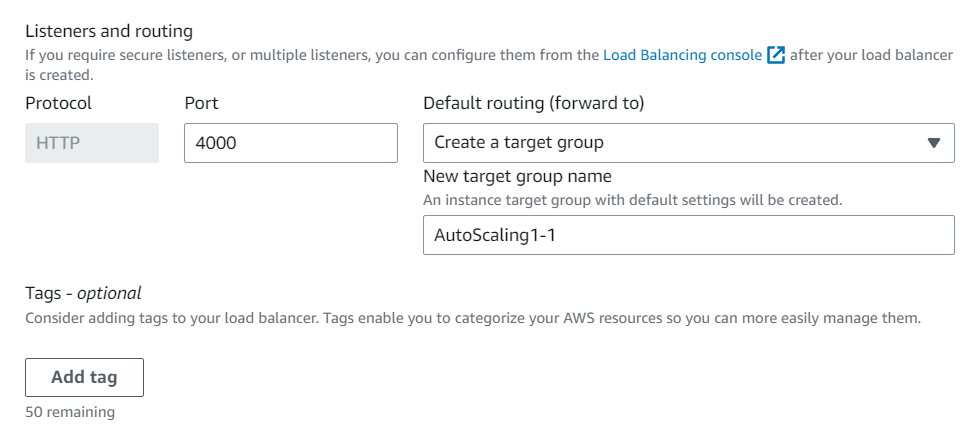 Listeners and routing
If you require secure listeners, or multiple listeners, you can configure them from the Load Balancing console after your load balancer
is created.
Protocol
Port
Default routing (forward to)
HTTP
4000
Create a target group
New target group name
An instance target group with default settings will be created.
AutoScaling1-1
Tags - optional
Consider adding tags to your load balancer. Tags enable you to categorize your AWS resources so you can more easily manage them.
Add tag
50 remaining